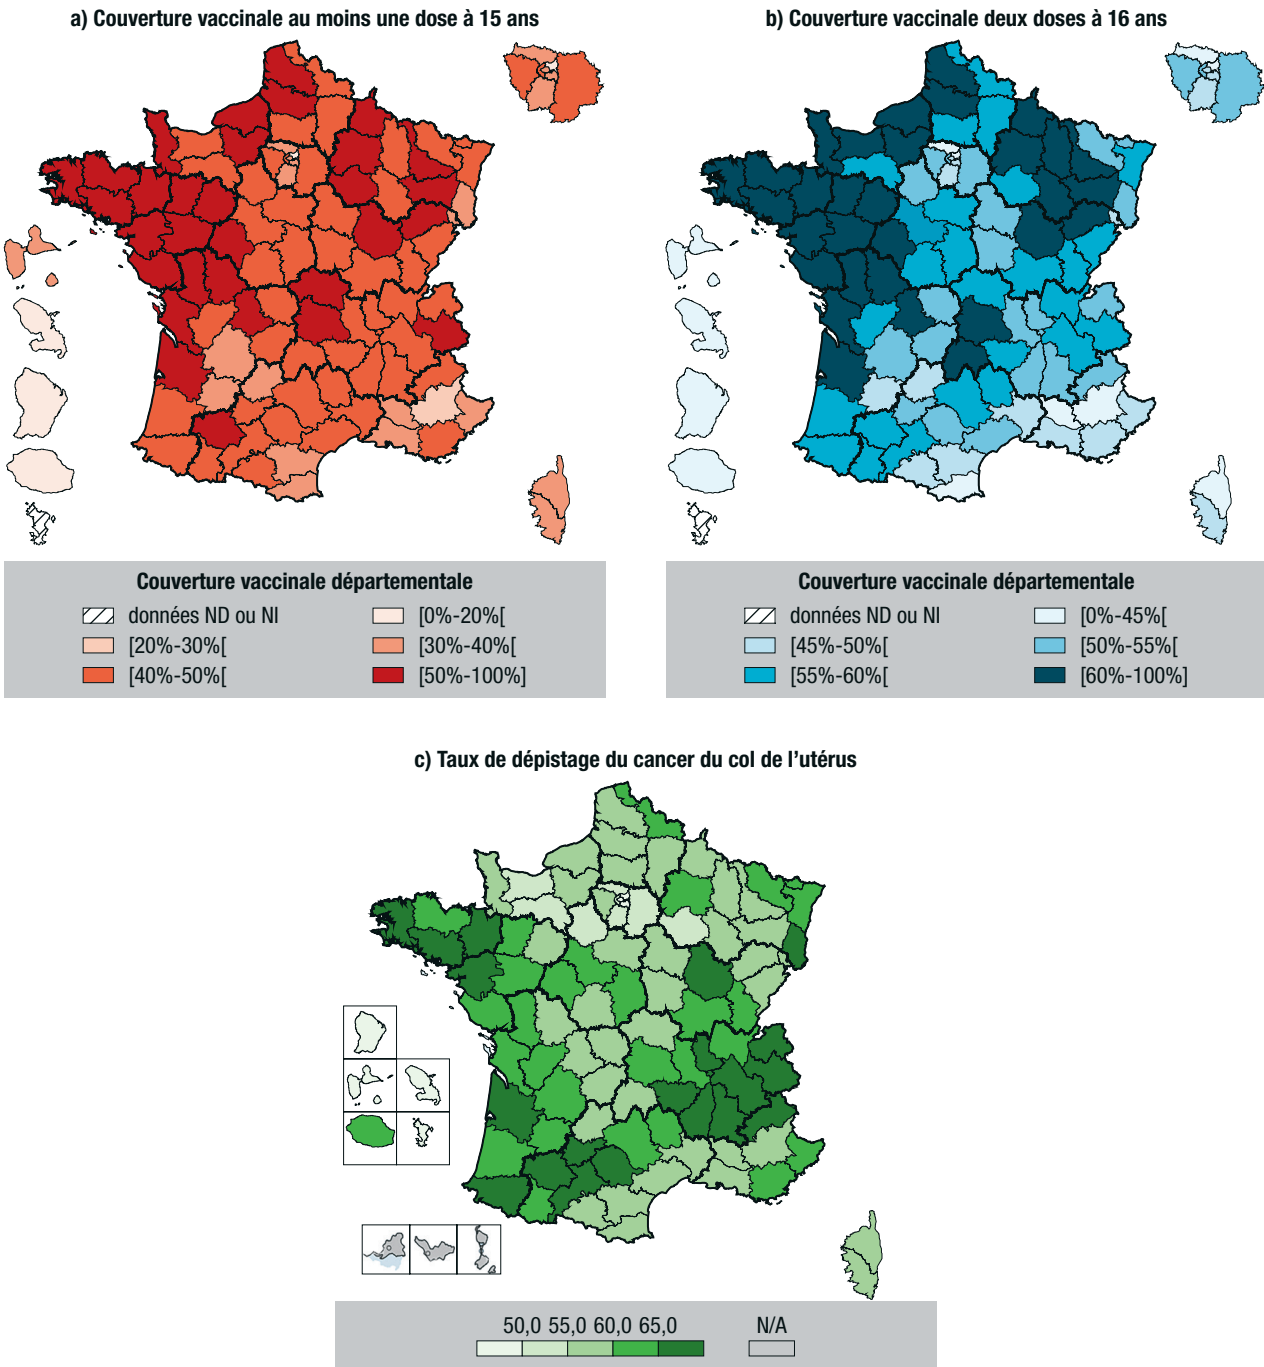 a) Couverture vaccinale au moins une dose à 15 ans
b) Couverture vaccinale deux doses à 16 ans
Couverture vaccinale départementale
données ND ou NI
[0%-20%[
[20%-30%[
[30%-40%[
[40%-50%[
[50%-100%]
Couverture vaccinale départementale
données ND ou NI
[0%-45%[
[45%-50%[
[50%-55%[
[55%-60%[
[60%-100%]
c) Taux de dépistage du cancer du col de l'utérus
50,0 55,0 60,0 65,0
N/A